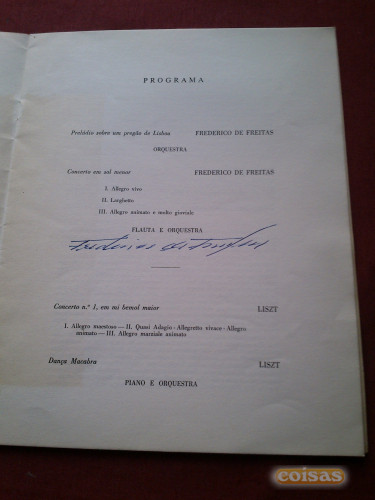 PROGRAMA
Prelúdio sobre um pregão de Lisboa FREDERICO DE FREITAS
ORQUESTRA
Concerto em sol menor FREDERICO DE FREITAS
I. Allegro vivo
II. Larghetto
III. Allegro animato e molto gioviale
FLAUTA E ORQUESTRA
Concerto n.º 1, em mi bemol maior LISZT
I. Allegro maestoso — II. Quasi Adagio - Allegretto vivace - Allegro
animato — III. Allegro marziale animato
Dança Macabra LISZT
PIANO E ORQUESTRA
coisas